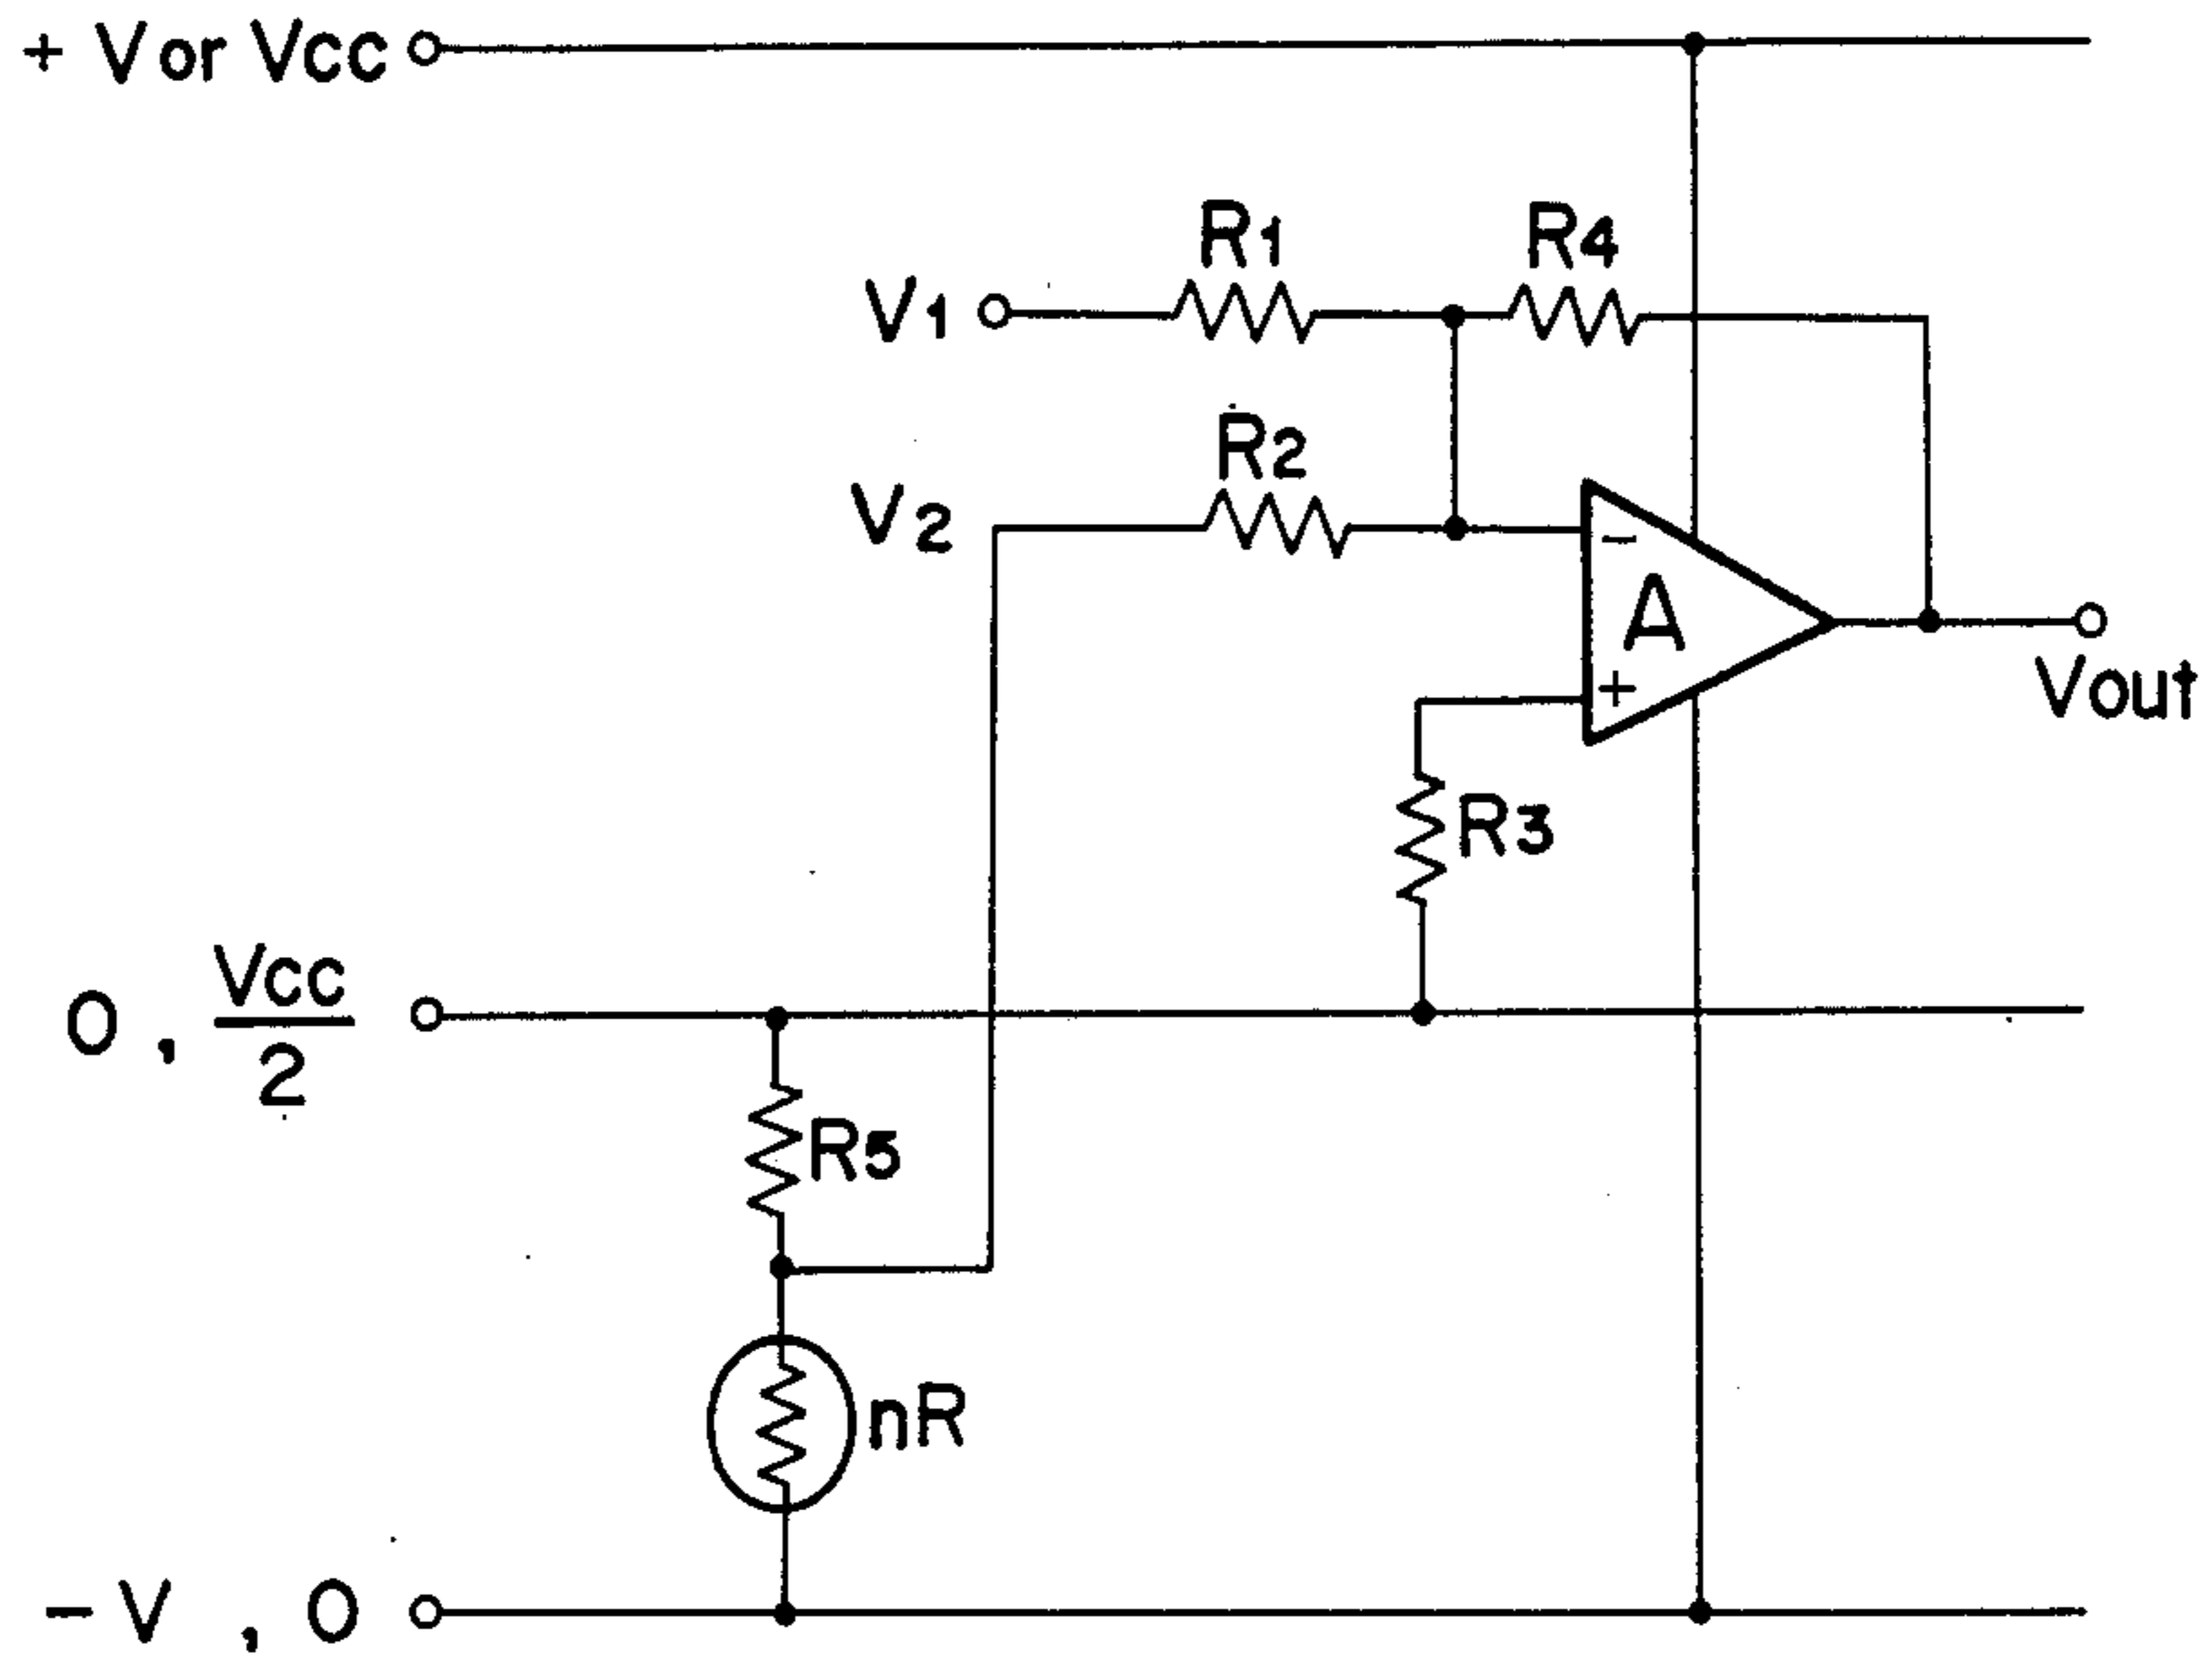 + V or Vcc
R1
R4
V1
R2
V2
-
A
+
Vout
R3
0 , Vcc
2
R5
nR
- V , 0